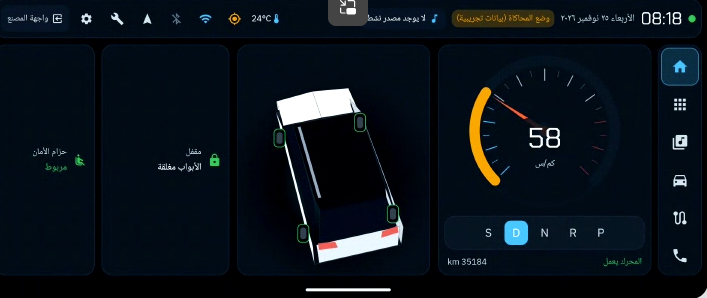 08:18
الأربعاء ٢٥ نوفمبر ٢٠٢٦
وضع المحاكاة (بيانات تجريبية)
لا يوجد مصدر نشط
24°C
واجهة المصنع
58
كم/س
S D N R P
المحرك يعمل
km 35184
مقفل
الأبواب مغلقة
حزام الأمان
مربوط